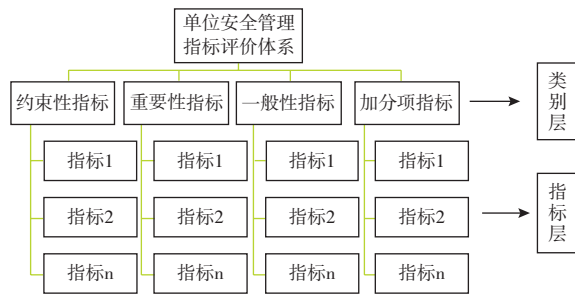 单位安全管理
指标评价体系
约束性指标 重要性指标 一般性指标 加分项指标
类别层
指标1 指标1 指标1 指标1
指标2 指标2 指标2 指标2
指标层
指标n 指标n 指标n 指标n